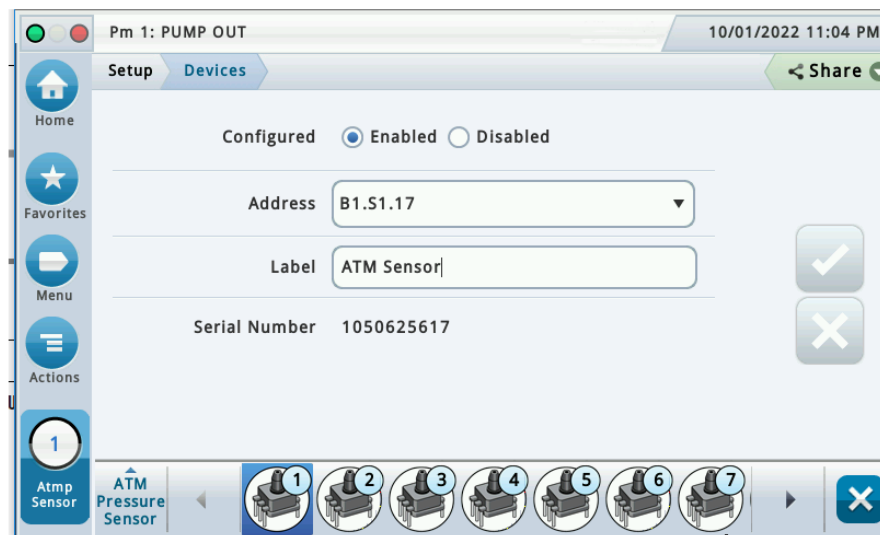 Pm 1: PUMP OUT
10/01/2022 11:04 PM
Setup Devices
Share
Home
Configured Enabled Disabled
Favorites
Address B1.S1.17
Menu
Label ATM Sensor
Actions
Serial Number 1050625617
1
Atmp
Sensor
ATM
Pressure
Sensor
1 2 3 4 5 6 7